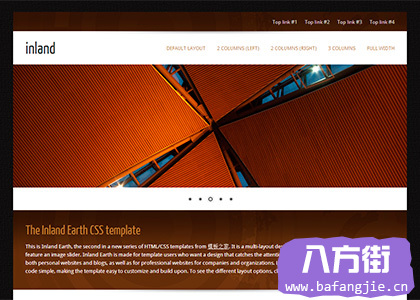 Top link #1 Top link #2 Top link #3 Top link #4
inland
DEFAULT LAYOUT 2 COLUMNS (LEFT) 2 COLUMNS (RIGHT) 3 COLUMNS FULL WIDTH
The Inland Earth CSS template
This is Inland Earth, the second in a new series of HTML/CSS templates from 模板之家. It is a multi-layout de
feature an image slider. Inland Earth is made for template users who want a design that catches the attenti
both personal websites and blogs, as well as for professional websites for companies and organizations. I
code simple, making the template easy to customize and build upon. To see the different layout options, cl
八方街
www.bafangjie.cn